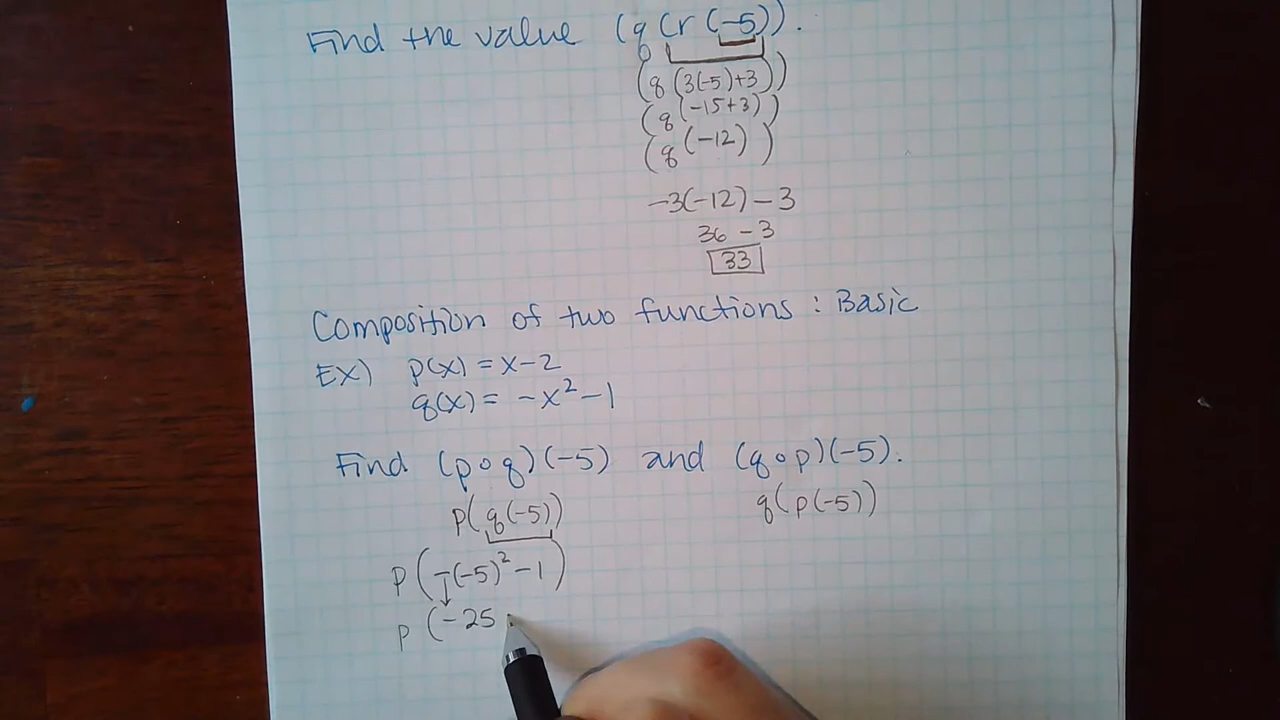 Find the value (q(r(-5)).
(q(3(-5)+3))
(q(-15+3))
(q(-12))
-3(-12)-3
36-3
33
Composition of two functions: Basic
EX) p(x)=x-2
q(x)= -x²-1
Find (p∘q)(-5) and (q∘p)(-5).
p(q(-5)) q(p(-5))
p(-(-5)²-1)
p(-25